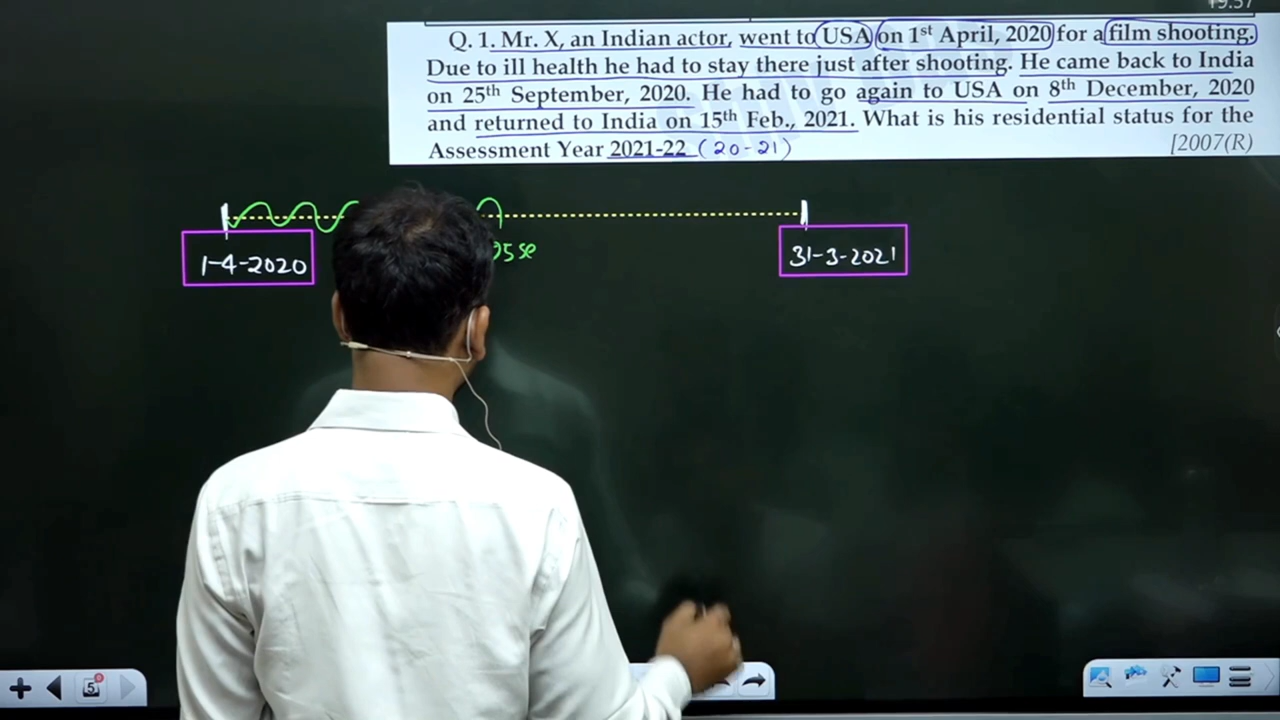 Q. 1. Mr. X, an Indian actor, went to USA on 1st April, 2020 for a film shooting.
Due to ill health he had to stay there just after shooting. He came back to India
on 25th September, 2020. He had to go again to USA on 8th December, 2020
and returned to India on 15th Feb., 2021. What is his residential status for the
Assessment Year 2021-22 (20-21) [2007(R)
25se
1-4-2020 31-3-2021
5